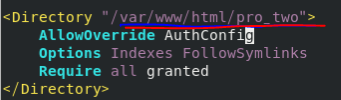 <Directory "/var/www/html/pro_two">
AllowOverride AuthConfig
Options Indexes FollowSymlinks
Require all granted
</Directory>